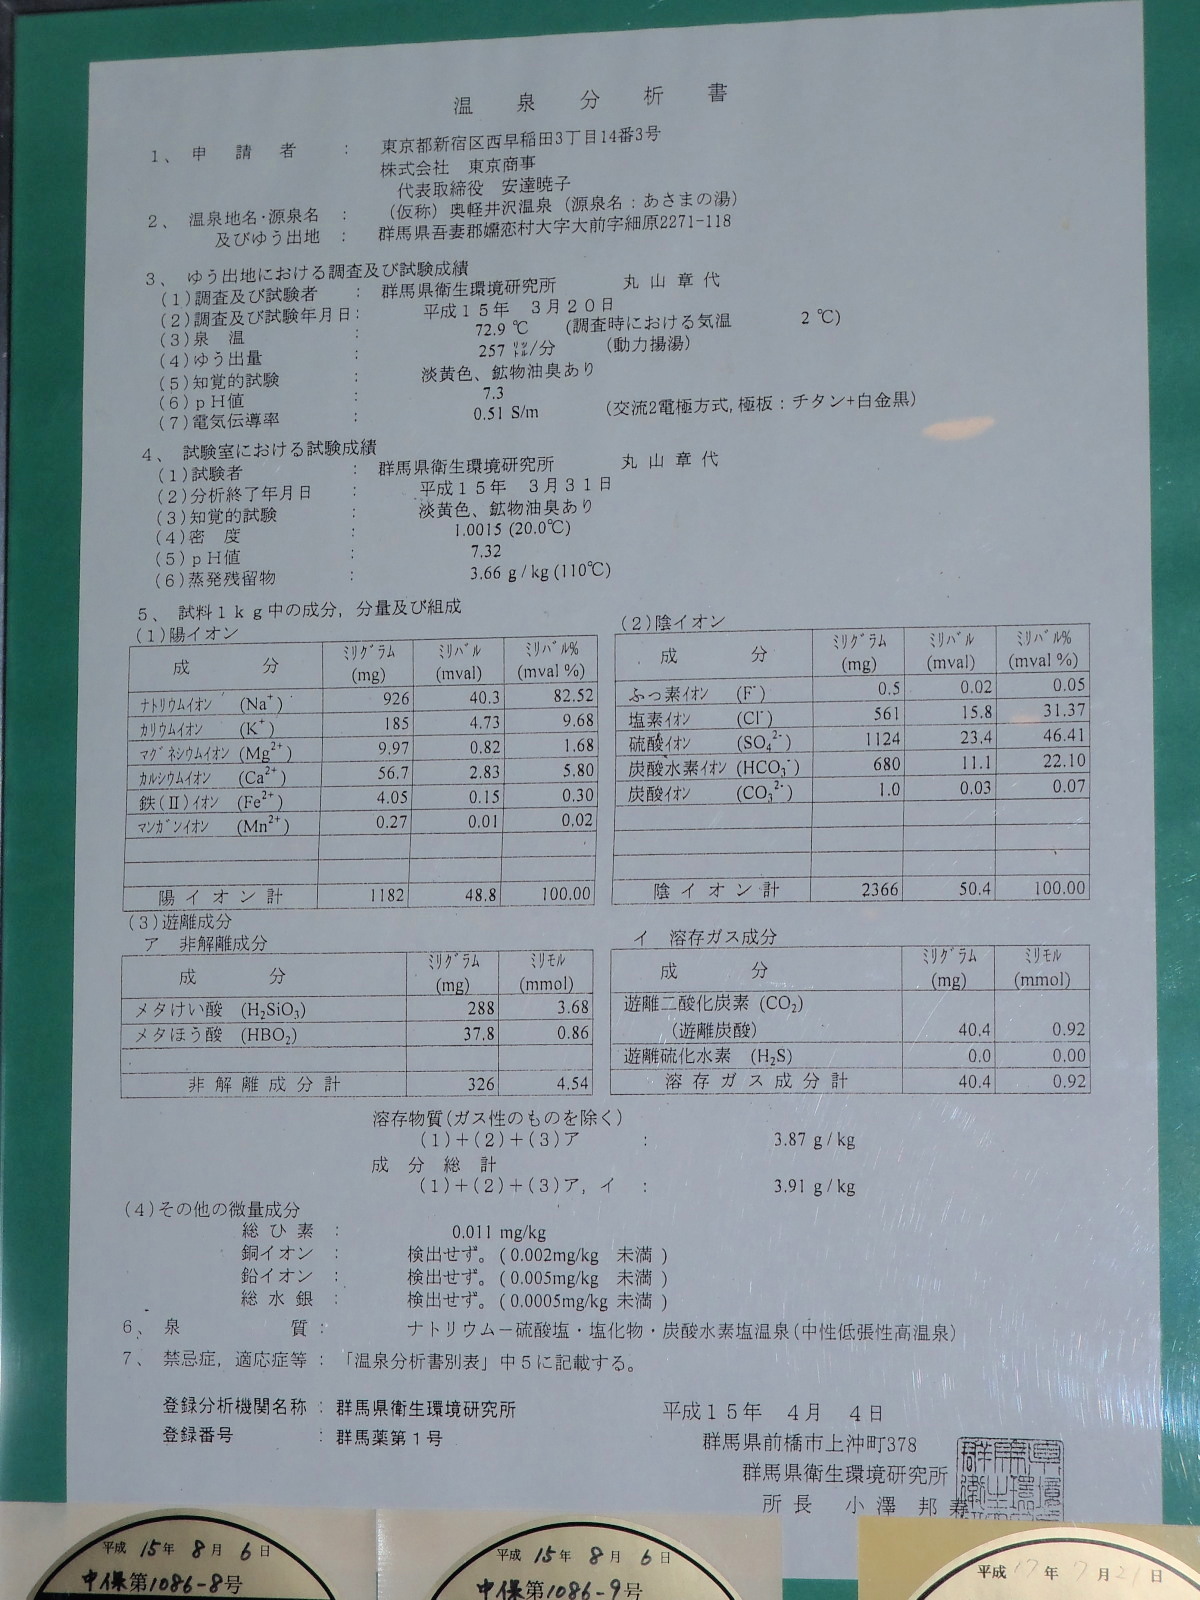 温泉分析書
1、申請者 : 東京都新宿区西早稲田3丁目14番3号
株式会社 東京商事
代表取締役 安達暁子
2、温泉地名・源泉名 : (仮称)奥軽井沢温泉(源泉名:あさまの湯)
及びゆう出地 : 群馬県吾妻郡嬬恋村大字大前字細原2271-118
3、ゆう出地における調査及び試験成績
(1)調査及び試験者 : 群馬県衛生環境研究所 丸山章代
(2)調査及び試験年月日: 平成15年 3月20日
(3)泉温 : 72.9 ℃ (調査時における気温 2 ℃)
(4)ゆう出量 : 257 リットル/分 (動力揚湯)
(5)知覚的試験 : 淡黄色、鉱物油臭あり
(6)pH値 : 7.3
(7)電気伝導率 : 0.51 S/m (交流2電極方式,極板:チタン+白金黒)
4、試験室における試験成績
(1)試験者 : 群馬県衛生環境研究所 丸山章代
(2)分析終了年月日 : 平成15年 3月31日
(3)知覚的試験 : 淡黄色、鉱物油臭あり
(4)密度 : 1.0015 (20.0℃)
(5)pH値 : 7.32
(6)蒸発残留物 : 3.66 g/kg (110℃)
5、試料1kg中の成分,分量及び組成
(1)陽イオン
成分 ミリグラム(mg) ミリバル(mval) ミリバル%(mval %)
ナトリウムイオン (Na⁺) 926 40.3 82.52
カリウムイオン (K⁺) 185 4.73 9.68
マグネシウムイオン (Mg²⁺) 9.97 0.82 1.68
カルシウムイオン (Ca²⁺) 56.7 2.83 5.80
鉄(Ⅱ)イオン (Fe²⁺) 4.05 0.15 0.30
マンガンイオン (Mn²⁺) 0.27 0.01 0.02
陽イオン計 1182 48.8 100.00
(2)陰イオン
成分 ミリグラム(mg) ミリバル(mval) ミリバル%(mval %)
ふっ素イオン (F⁻) 0.5 0.02 0.05
塩素イオン (Cl⁻) 561 15.8 31.37
硫酸イオン (SO₄²⁻) 1124 23.4 46.41
炭酸水素イオン (HCO₃⁻) 680 11.1 22.10
炭酸イオン (CO₃²⁻) 1.0 0.03 0.07
陰イオン計 2366 50.4 100.00
(3)遊離成分
ア 非解離成分
成分 ミリグラム(mg) ミリモル(mmol)
メタけい酸 (H₂SiO₃) 288 3.68
メタほう酸 (HBO₂) 37.8 0.86
非解離成分計 326 4.54
イ 溶存ガス成分
成分 ミリグラム(mg) ミリモル(mmol)
遊離二酸化炭素 (CO₂)
(遊離炭酸) 40.4 0.92
遊離硫化水素 (H₂S) 0.0 0.00
溶存ガス成分計 40.4 0.92
溶存物質(ガス性のものを除く)
(1)+(2)+(3)ア : 3.87 g/kg
成分総計
(1)+(2)+(3)ア,イ : 3.91 g/kg
(4)その他の微量成分
総ひ素 : 0.011 mg/kg
銅イオン : 検出せず。(0.002mg/kg 未満)
鉛イオン : 検出せず。(0.005mg/kg 未満)
総水銀 : 検出せず。(0.0005mg/kg 未満)
6、泉質: ナトリウム-硫酸塩・塩化物・炭酸水素塩温泉(中性低張性高温泉)
7、禁忌症,適応症等:「温泉分析書別表」中5に記載する。
登録分析機関名称 : 群馬県衛生環境研究所
登録番号 : 群馬薬第1号
平成15年 4月 4日
群馬県前橋市上沖町378
群馬県衛生環境研究所
所長 小澤 邦壽
平成15年8月6日
中保第1086-8号
平成15年8月6日
中保第1086-9号
平成17年7月21日